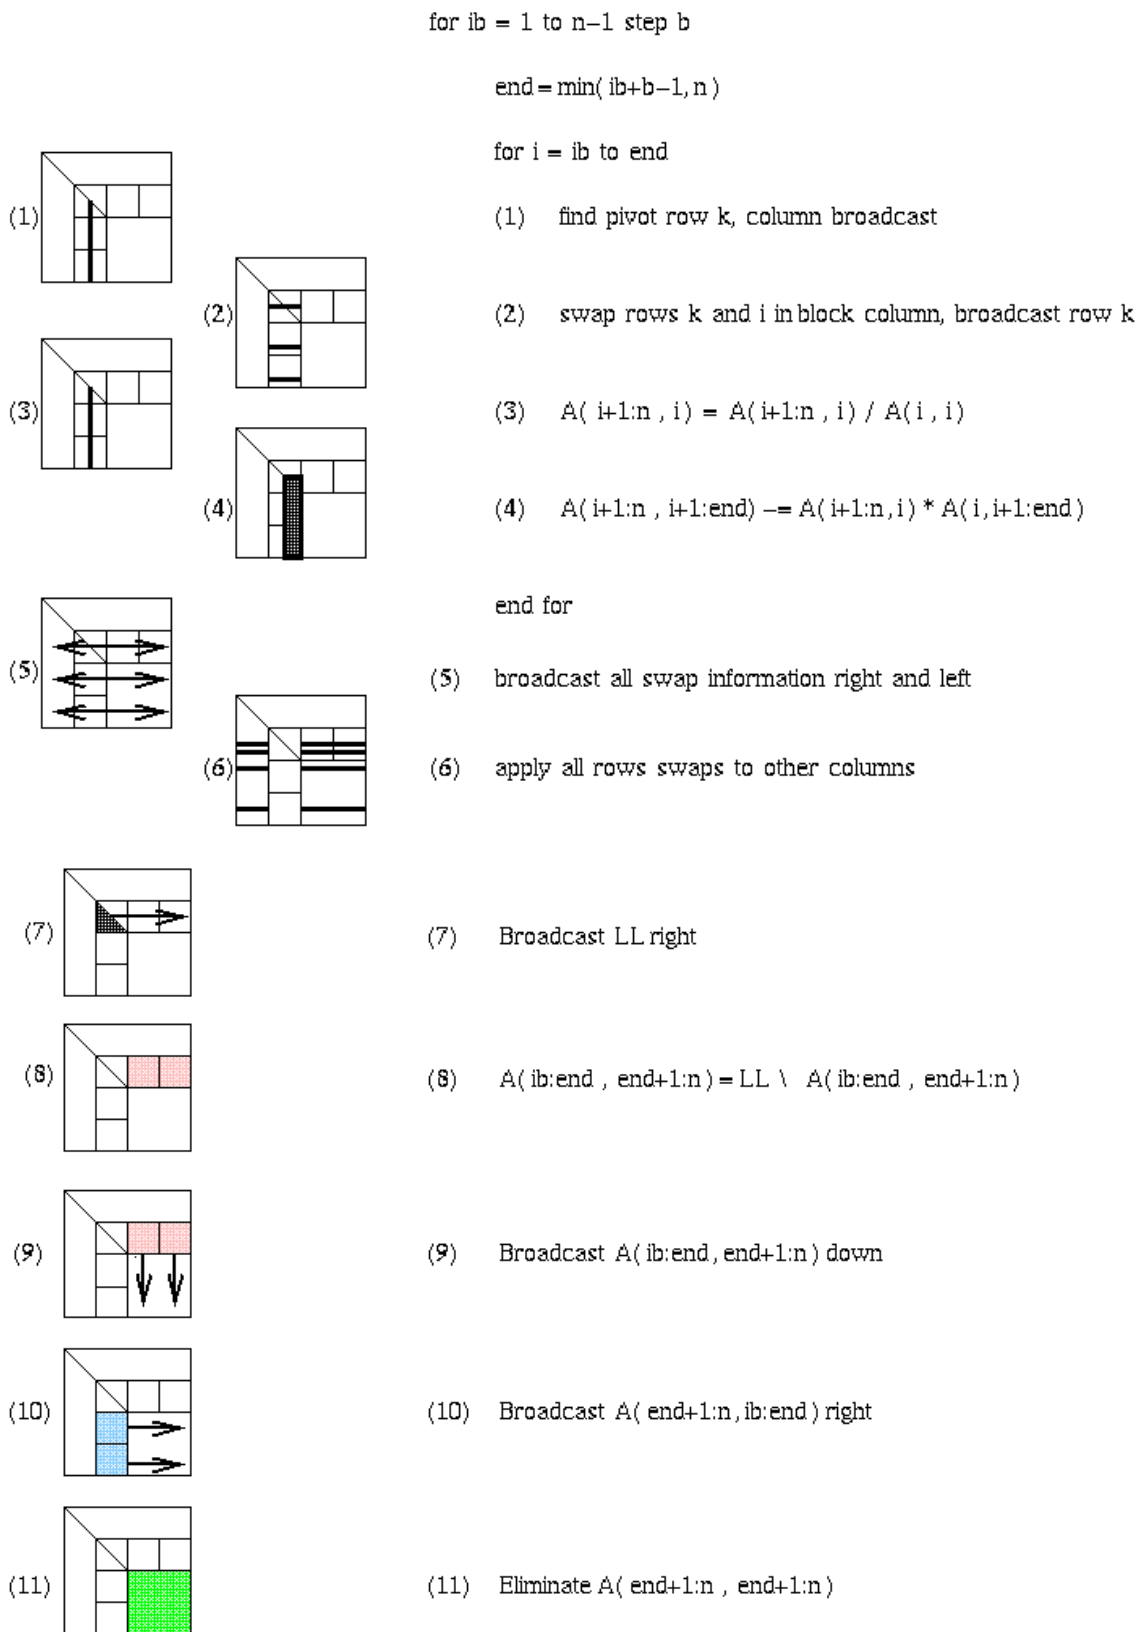 for ib = 1 to n−1 step b
end = min( ib+b−1, n )
for i = ib to end
(1)
(1) find pivot row k, column broadcast
(2)
(2) swap rows k and i in block column, broadcast row k
(3)
(3) A( i+1:n , i) = A( i+1:n , i) / A( i , i)
(4)
(4) A( i+1:n , i+1:end) −= A( i+1:n, i) * A( i, i+1:end )
end for
(5)
(5) broadcast all swap information right and left
(6)
(6) apply all rows swaps to other columns
(7)
(7) Broadcast LL right
(8)
(8) A( ib:end , end+1:n ) = LL \ A( ib:end , end+1:n )
(9)
(9) Broadcast A( ib:end, end+1:n ) down
(10)
(10) Broadcast A( end+1:n, ib:end ) right
(11)
(11) Eliminate A( end+1:n , end+1:n )